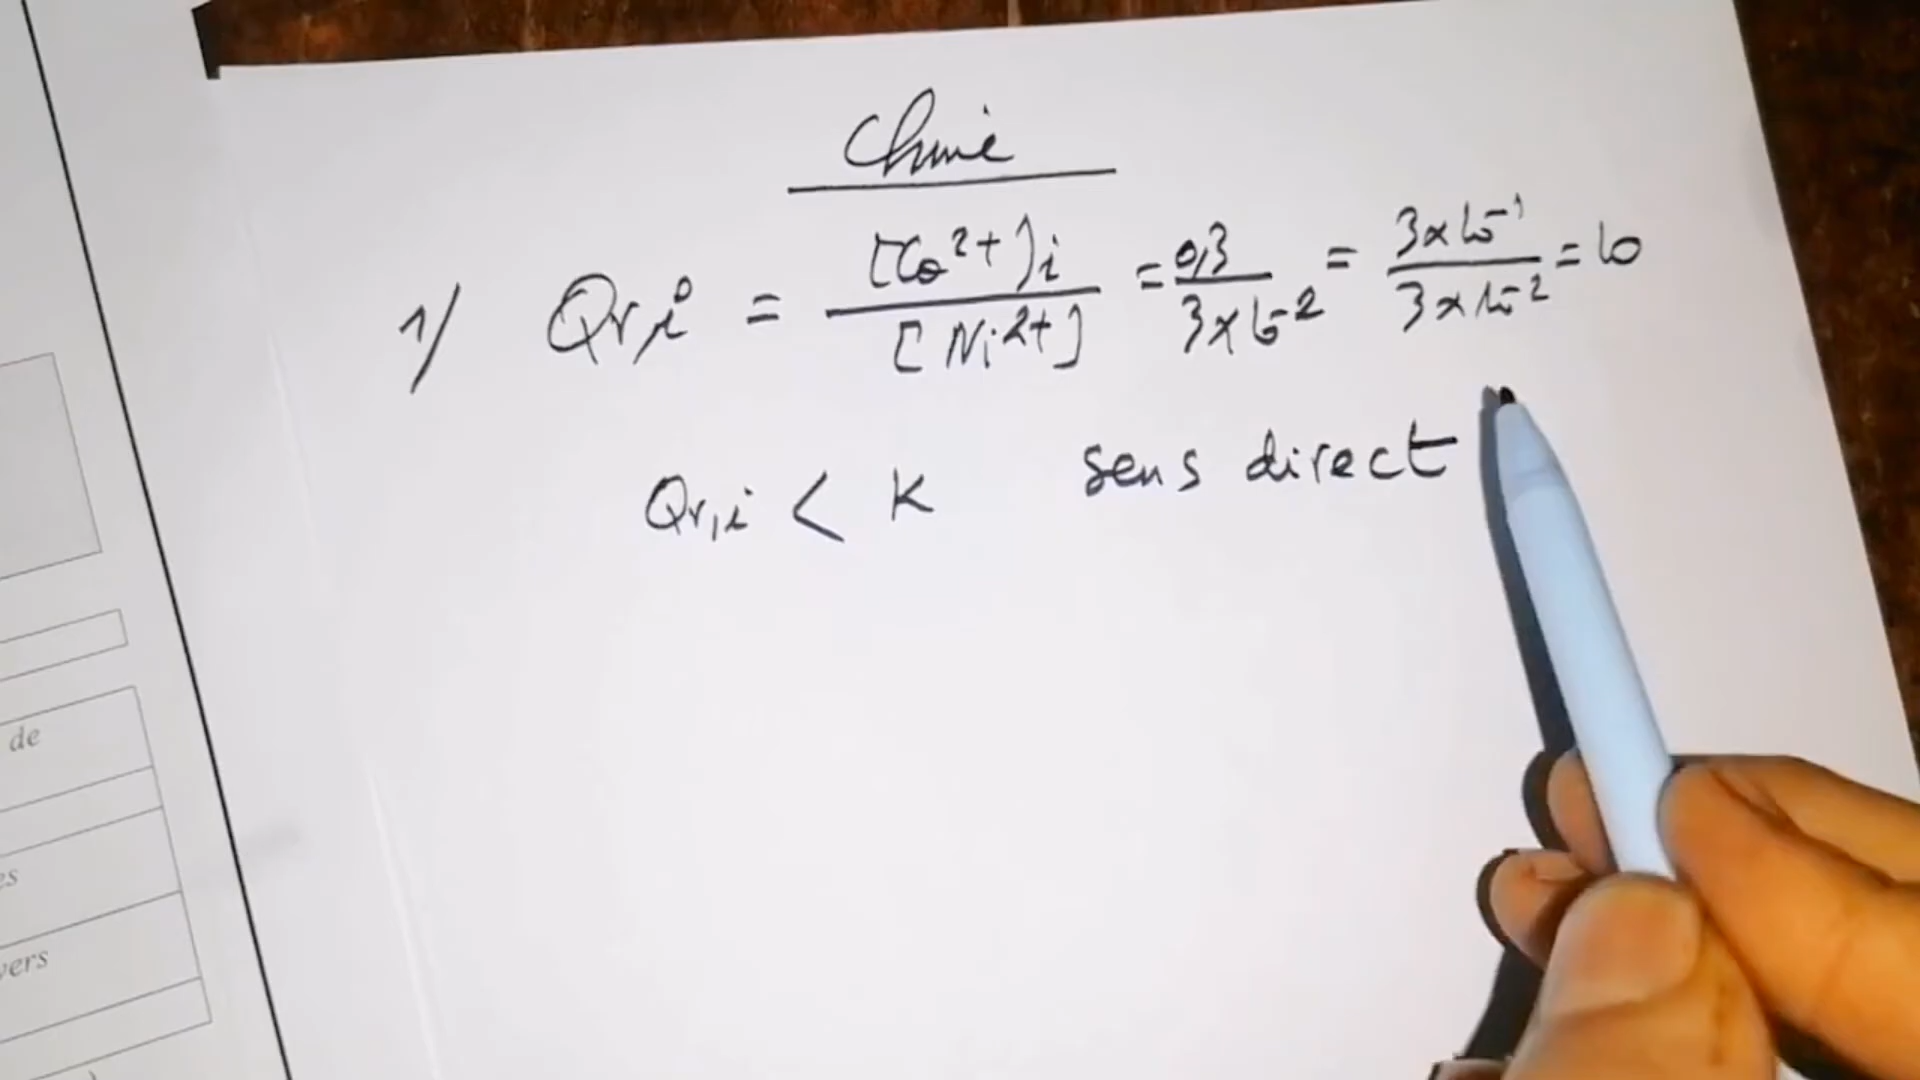 Chimie
1/ Qr,i = [Co²⁺]i / [Ni²⁺] = 0,3 / 3×10⁻² = 3×10⁻¹ / 3×10⁻² = 10
Qr,i < K sens direct
de
es
vers